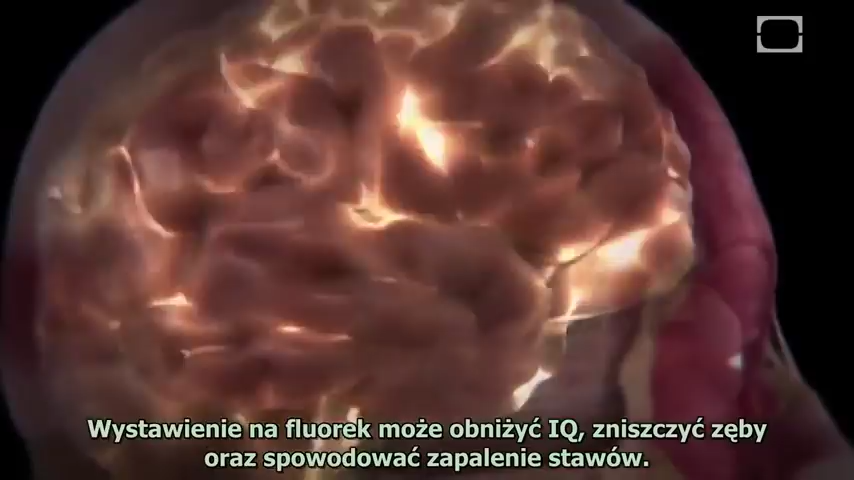 Wystawienie na fluorek może obniżyć IQ, zniszczyć zęby
oraz spowodować zapalenie stawów.